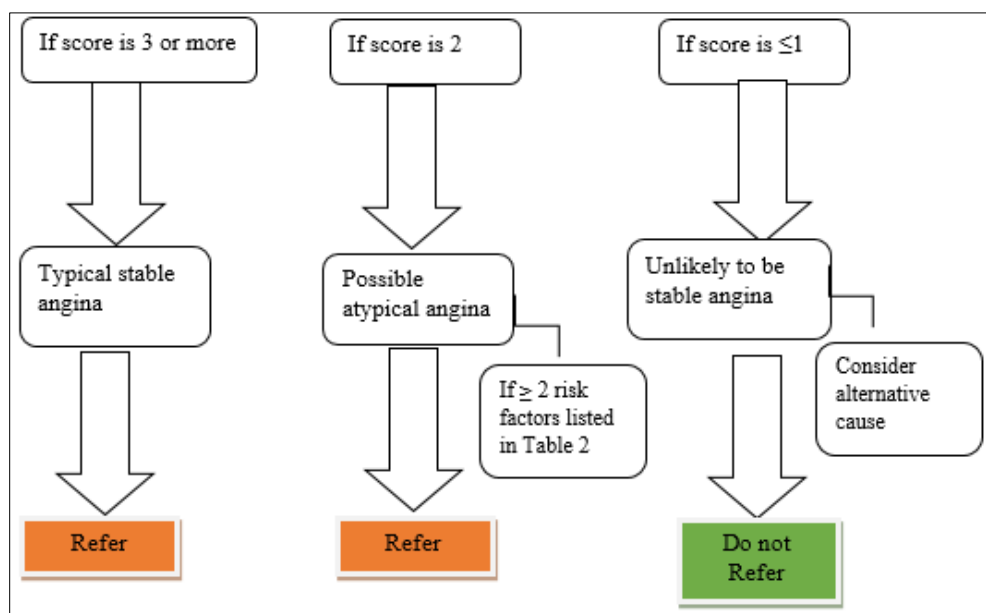 If score is 3 or more
If score is 2
If score is ≤1
Typical stable
angina
Possible
atypical angina
Unlikely to be
stable angina
If ≥ 2 risk
factors listed
in Table 2
Consider
alternative
cause
Refer
Refer
Do not
Refer